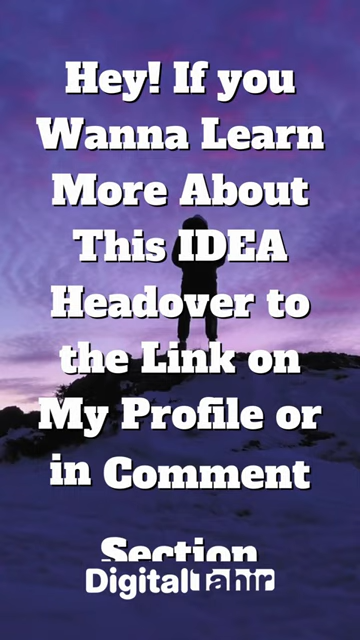 Hey! If you
Wanna Learn
More About
This IDEA
Headover to
the Link on
My Profile or
in Comment
Section
DigitalTahir